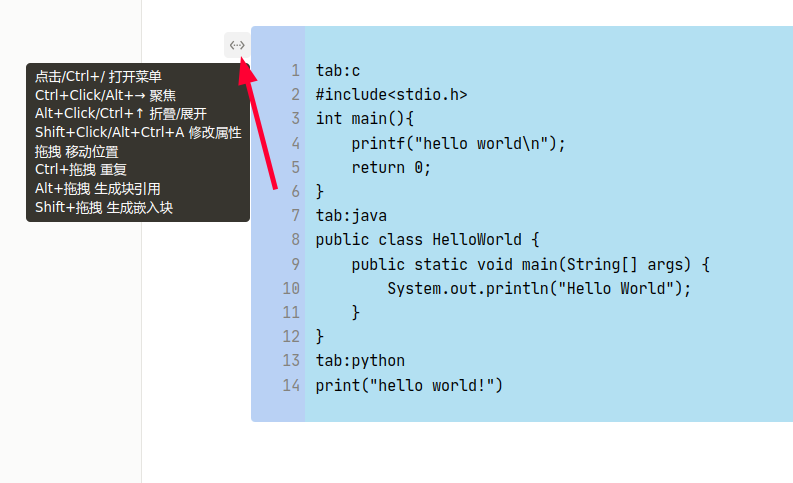 点击/Ctrl+/ 打开菜单
Ctrl+Click/Alt+→ 聚焦
Alt+Click/Ctrl+↑ 折叠/展开
Shift+Click/Alt+Ctrl+A 修改属性
拖拽 移动位置
Ctrl+拖拽 重复
Alt+拖拽 生成块引用
Shift+拖拽 生成嵌入块
1 tab:c
2 #include<stdio.h>
3 int main(){
4     printf("hello world\n");
5     return 0;
6 }
7 tab:java
8 public class HelloWorld {
9     public static void main(String[] args) {
10         System.out.println("Hello World");
11     }
12 }
13 tab:python
14 print("hello world!")